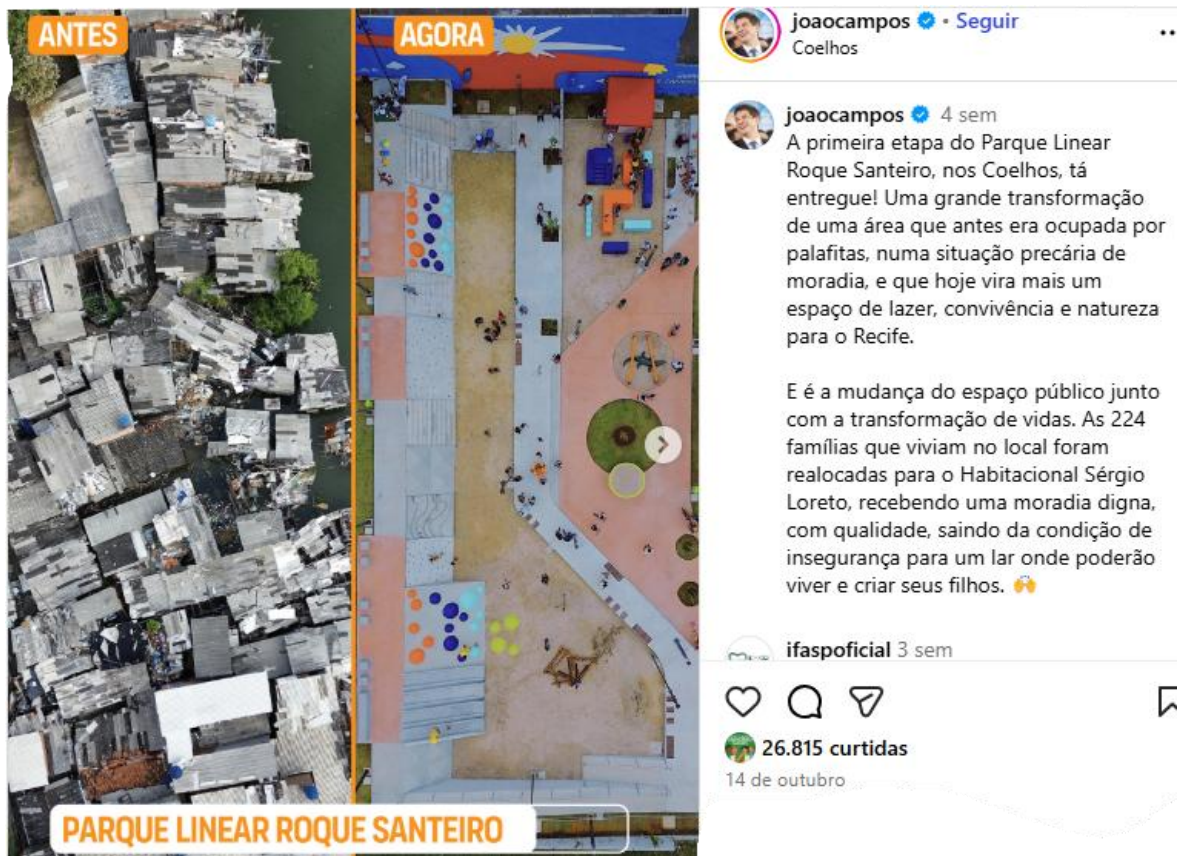 ANTES
AGORA
PARQUE LINEAR ROQUE SANTEIRO
joaocampos • Seguir
Coelhos
joaocampos 4 sem
A primeira etapa do Parque Linear
Roque Santeiro, nos Coelhos, tá
entregue! Uma grande transformação
de uma área que antes era ocupada por
palafitas, numa situação precária de
moradia, e que hoje vira mais um
espaço de lazer, convivência e natureza
para o Recife.
E é a mudança do espaço público junto
com a transformação de vidas. As 224
famílias que viviam no local foram
realocadas para o Habitacional Sérgio
Loreto, recebendo uma moradia digna,
com qualidade, saindo da condição de
insegurança para um lar onde poderão
viver e criar seus filhos. 🙌
ifaspoficial 3 sem
26.815 curtidas
14 de outubro